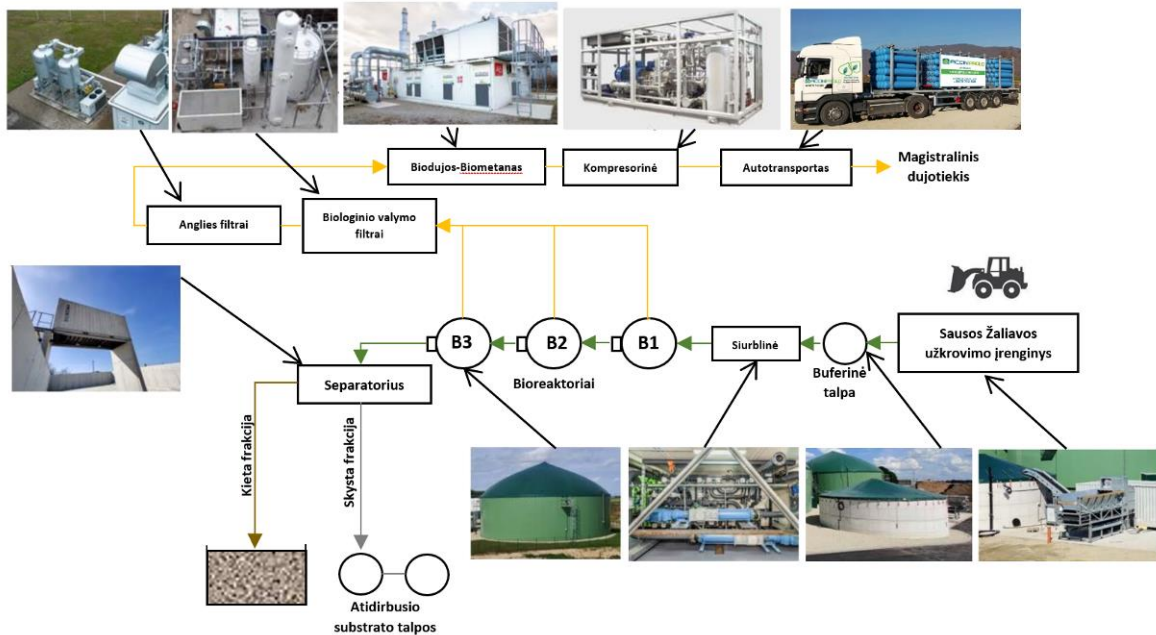 Biodujos-Biometanas
Kompresorinė
Autotransportas
Magistralinis
dujotiekis
Anglies filtrai
Biologinio valymo
filtrai
B3
B2
B1
Siurblinė
Bioreaktoriai
Buferinė
talpa
Sausos Žaliavos
užkrovimo įrenginys
Separatorius
Kieta frakcija
Skysta frakcija
Atidirbusio
substrato talpos